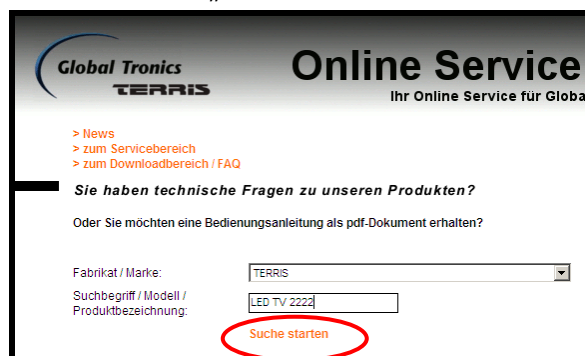 Global Tronics
TERRIS
Online Service
Ihr Online Service für Globa
> News
> zum Servicebereich
> zum Downloadbereich / FAQ
Sie haben technische Fragen zu unseren Produkten?
Oder Sie möchten eine Bedienungsanleitung als pdf-Dokument erhalten?
Fabrikat / Marke: TERRIS
Suchbegriff / Modell / LED TV 2222
Produktbezeichnung:
Suche starten